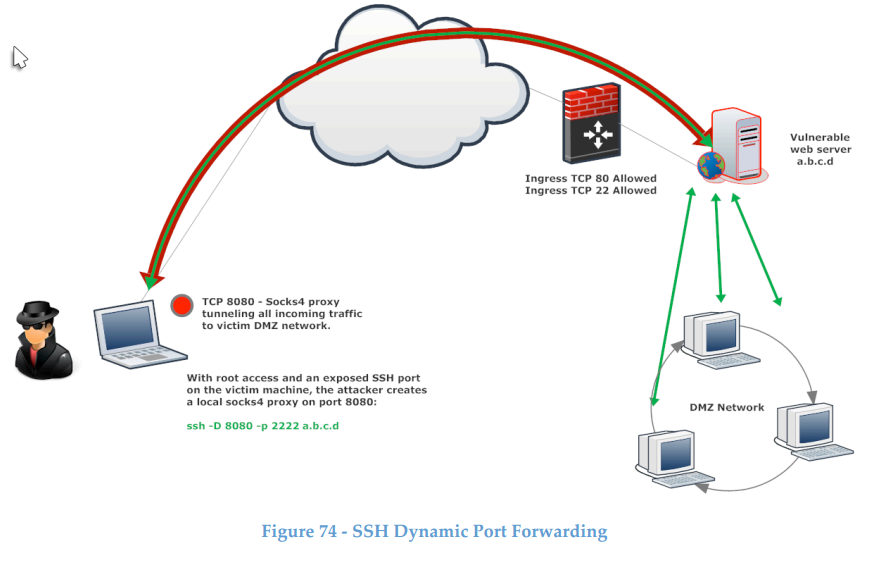 Vulnerable
web server
a.b.c.d
Ingress TCP 80 Allowed
Ingress TCP 22 Allowed
TCP 8080 - Socks4 proxy
tunneling all incoming traffic
to victim DMZ network.
With root access and an exposed SSH port
on the victim machine, the attacker creates
a local socks4 proxy on port 8080:
ssh -D 8080 -p 2222 a.b.c.d
DMZ Network
Figure 74 - SSH Dynamic Port Forwarding